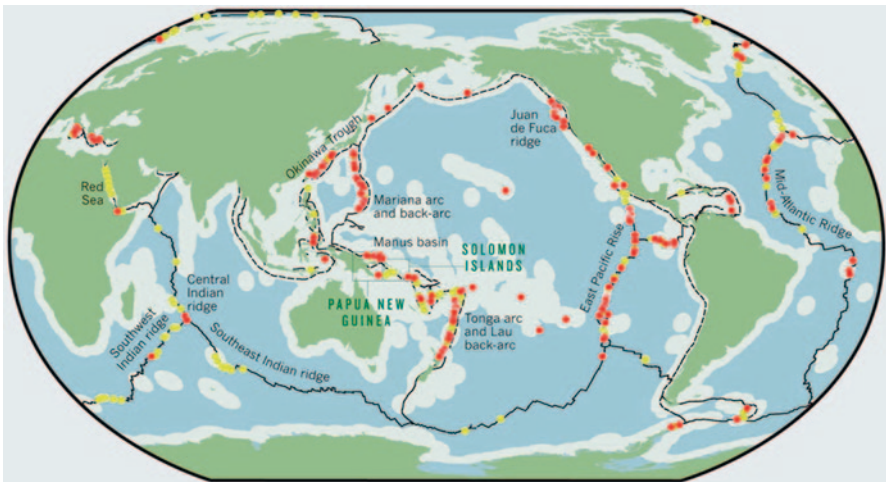 Juan
de Fuca
ridge
Okinawa Trough
Red
Sea
Mariana arc
and back-arc
Mid-Atlantic Ridge
Manus basin
SOLOMON
ISLANDS
East Pacific Rise
Central
Indian
ridge
PAPUA NEW
GUINEA
Southwest
Indian ridge
Southeast Indian ridge
Tonga arc
and Lau
back-arc